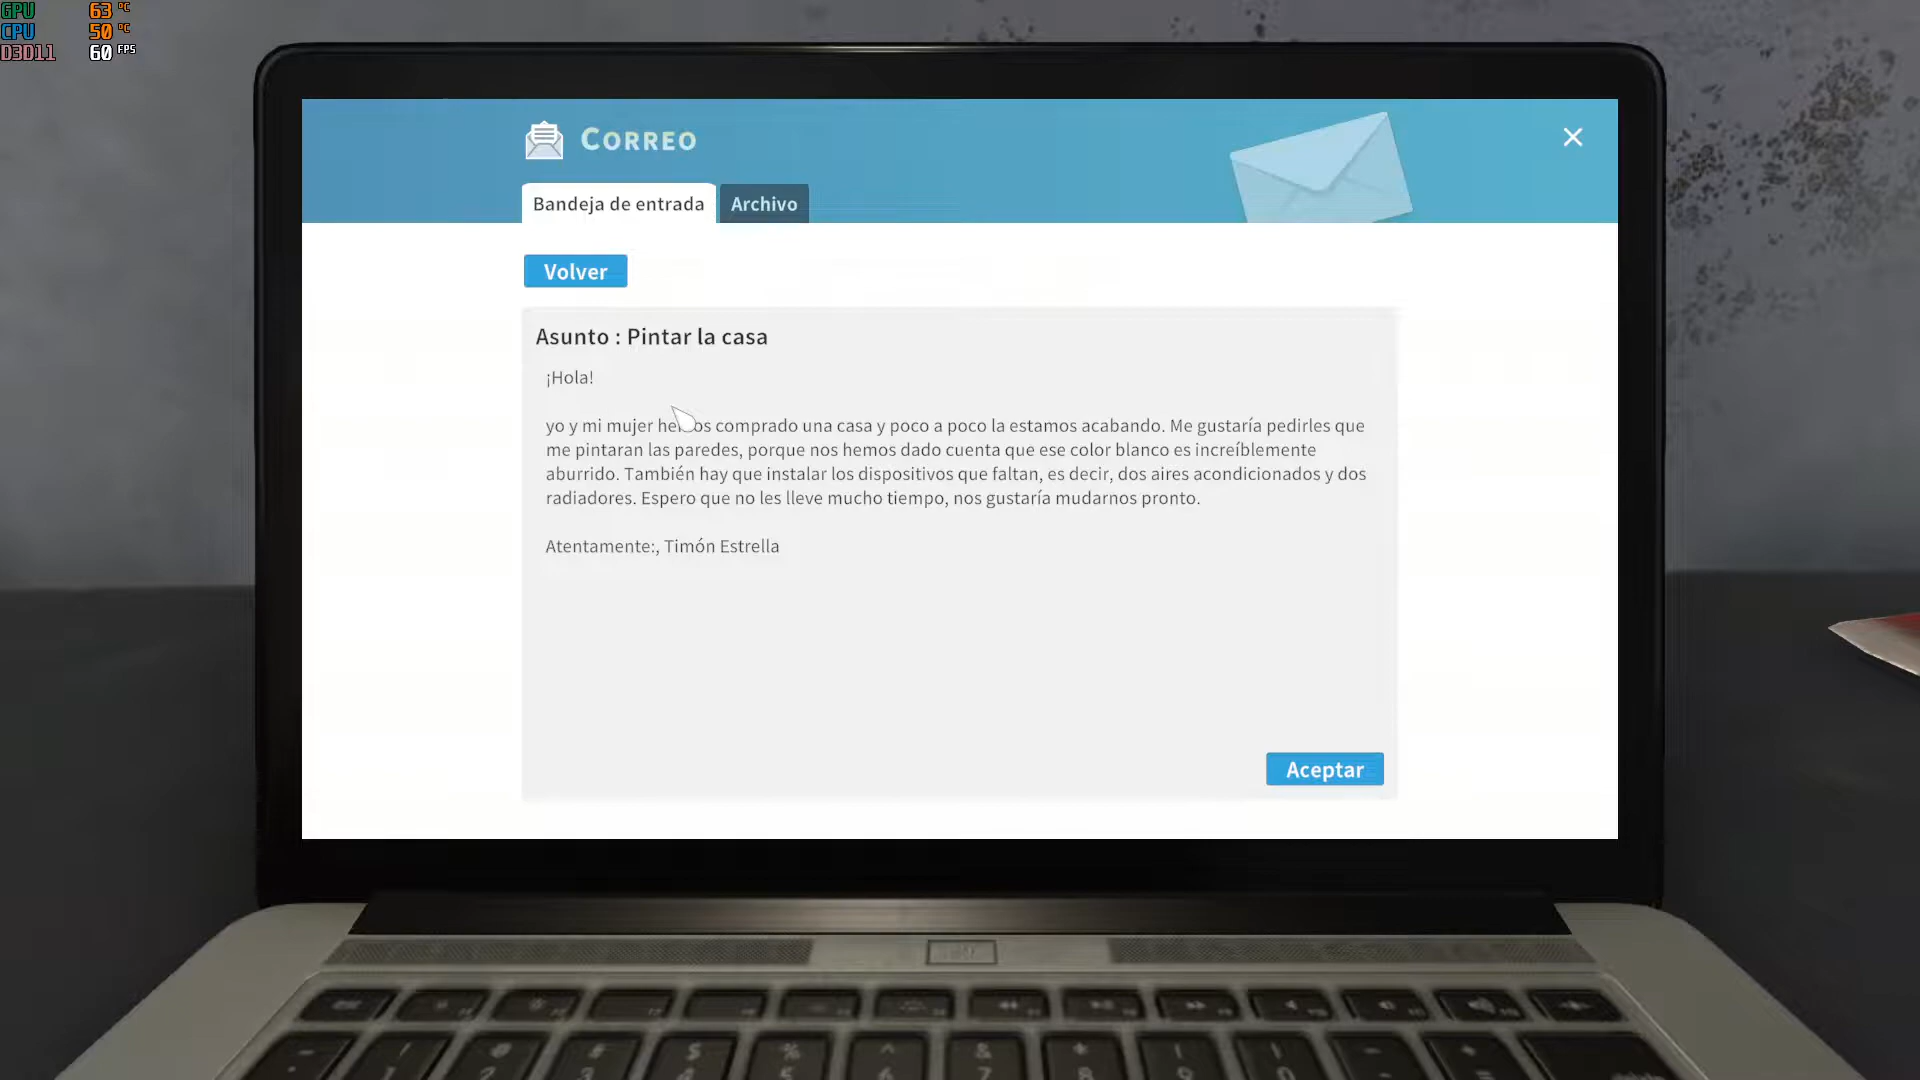 GPU 63 °C
CPU 50 °C
D3D11 60 FPS
CORREO
Bandeja de entrada
Archivo
Volver
Asunto : Pintar la casa
¡Hola!
yo y mi mujer hemos comprado una casa y poco a poco la estamos acabando. Me gustaría pedirles que
me pintaran las paredes, porque nos hemos dado cuenta que ese color blanco es increíblemente
aburrido. También hay que instalar los dispositivos que faltan, es decir, dos aires acondicionados y dos
radiadores. Espero que no les lleve mucho tiempo, nos gustaría mudarnos pronto.
Atentamente:, Timón Estrella
Aceptar